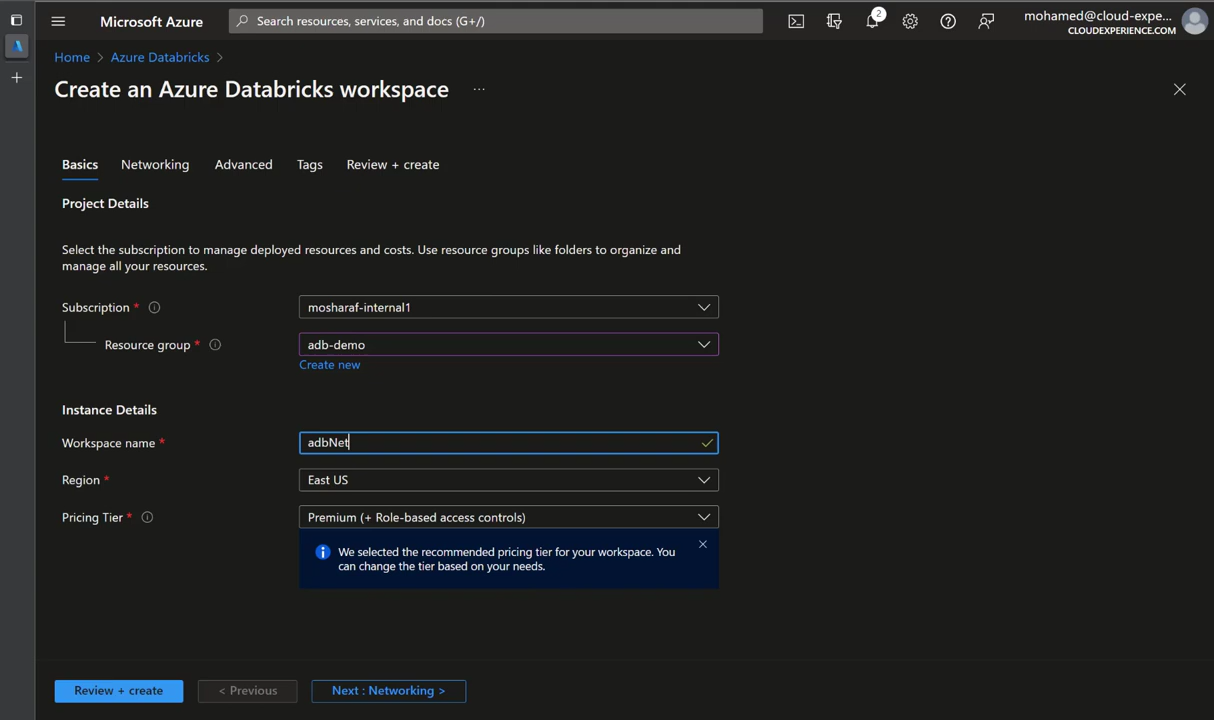 Microsoft Azure
Search resources, services, and docs (G+/)
2
mohamed@cloud-expe...
CLOUDEXPERIENCE.COM
Home > Azure Databricks >
Create an Azure Databricks workspace ...
Basics Networking Advanced Tags Review + create
Project Details
Select the subscription to manage deployed resources and costs. Use resource groups like folders to organize and
manage all your resources.
Subscription * mosharaf-internal1
Resource group * adb-demo
Create new
Instance Details
Workspace name * adbNet
Region * East US
Pricing Tier * Premium (+ Role-based access controls)
We selected the recommended pricing tier for your workspace. You
can change the tier based on your needs.
Review + create < Previous Next : Networking >